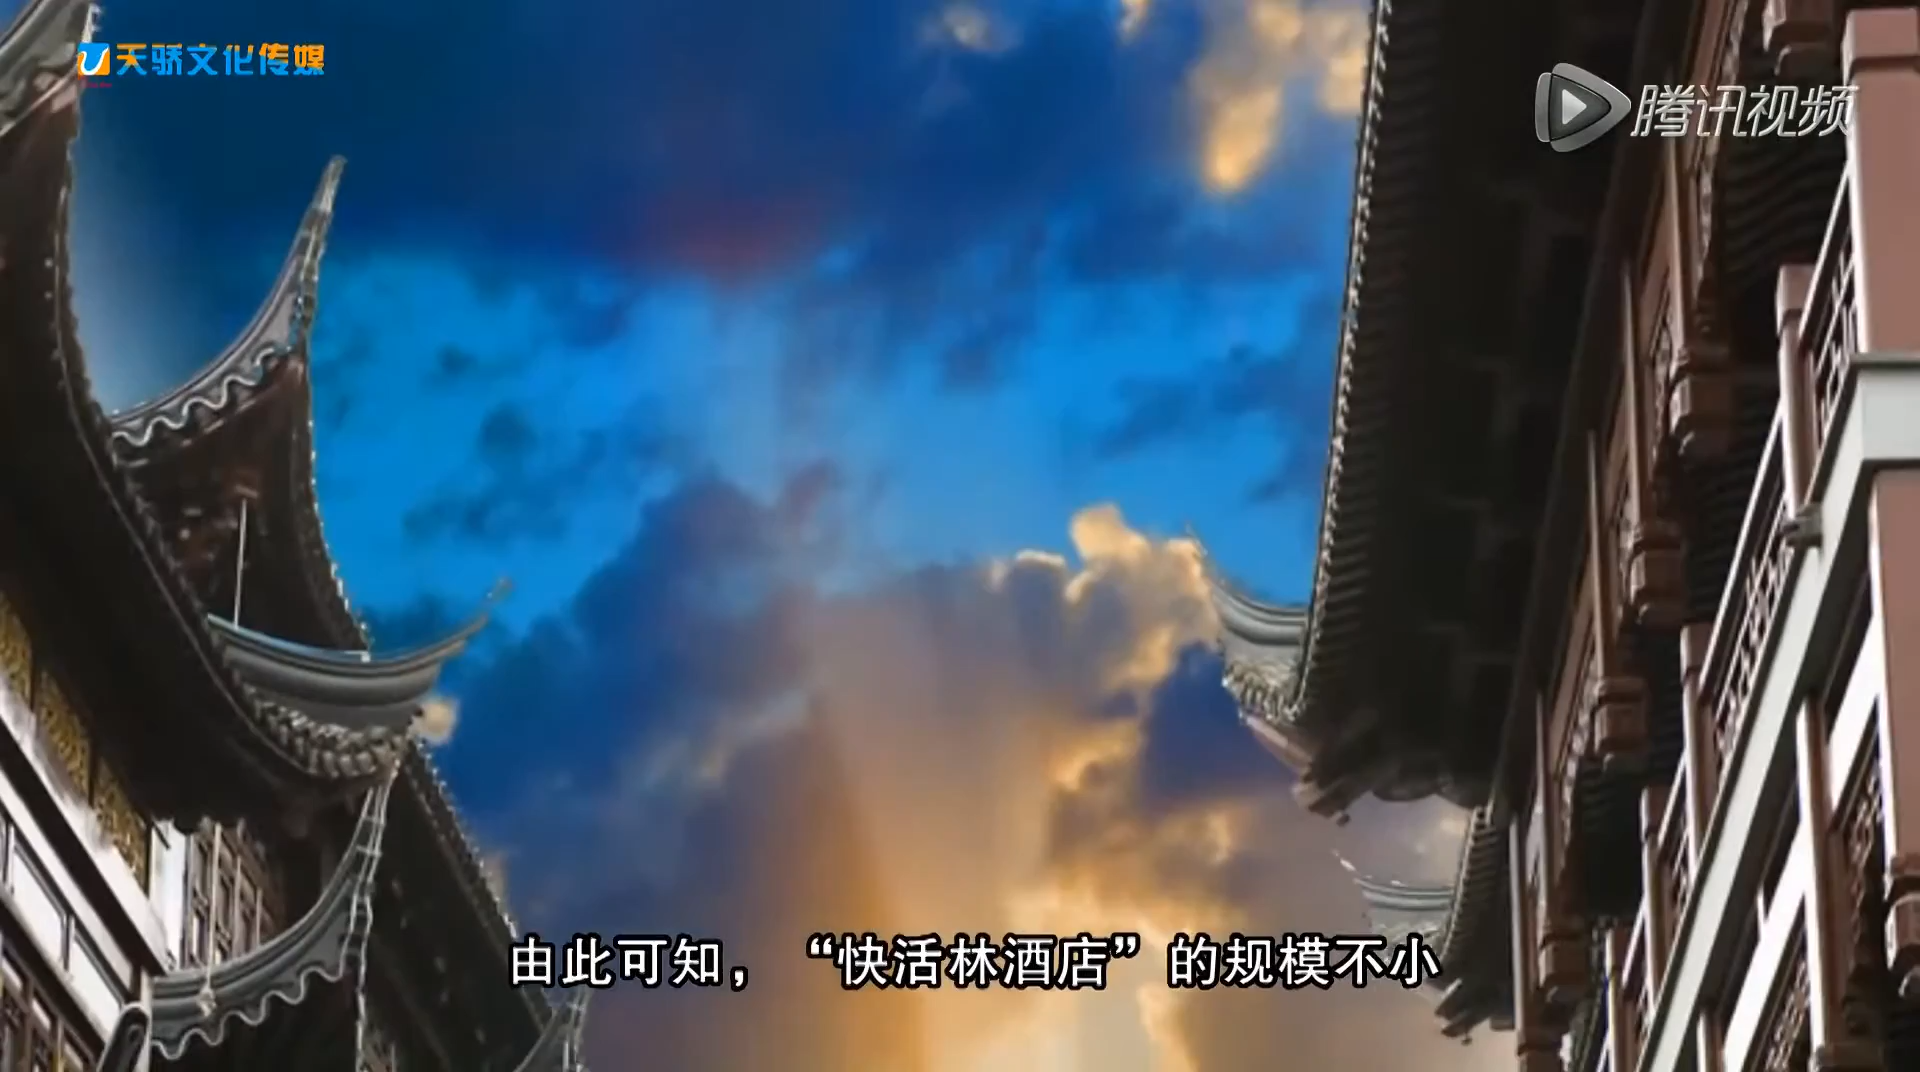 天骄文化传媒
腾讯视频
由此可知，“快活林酒店”的规模不小